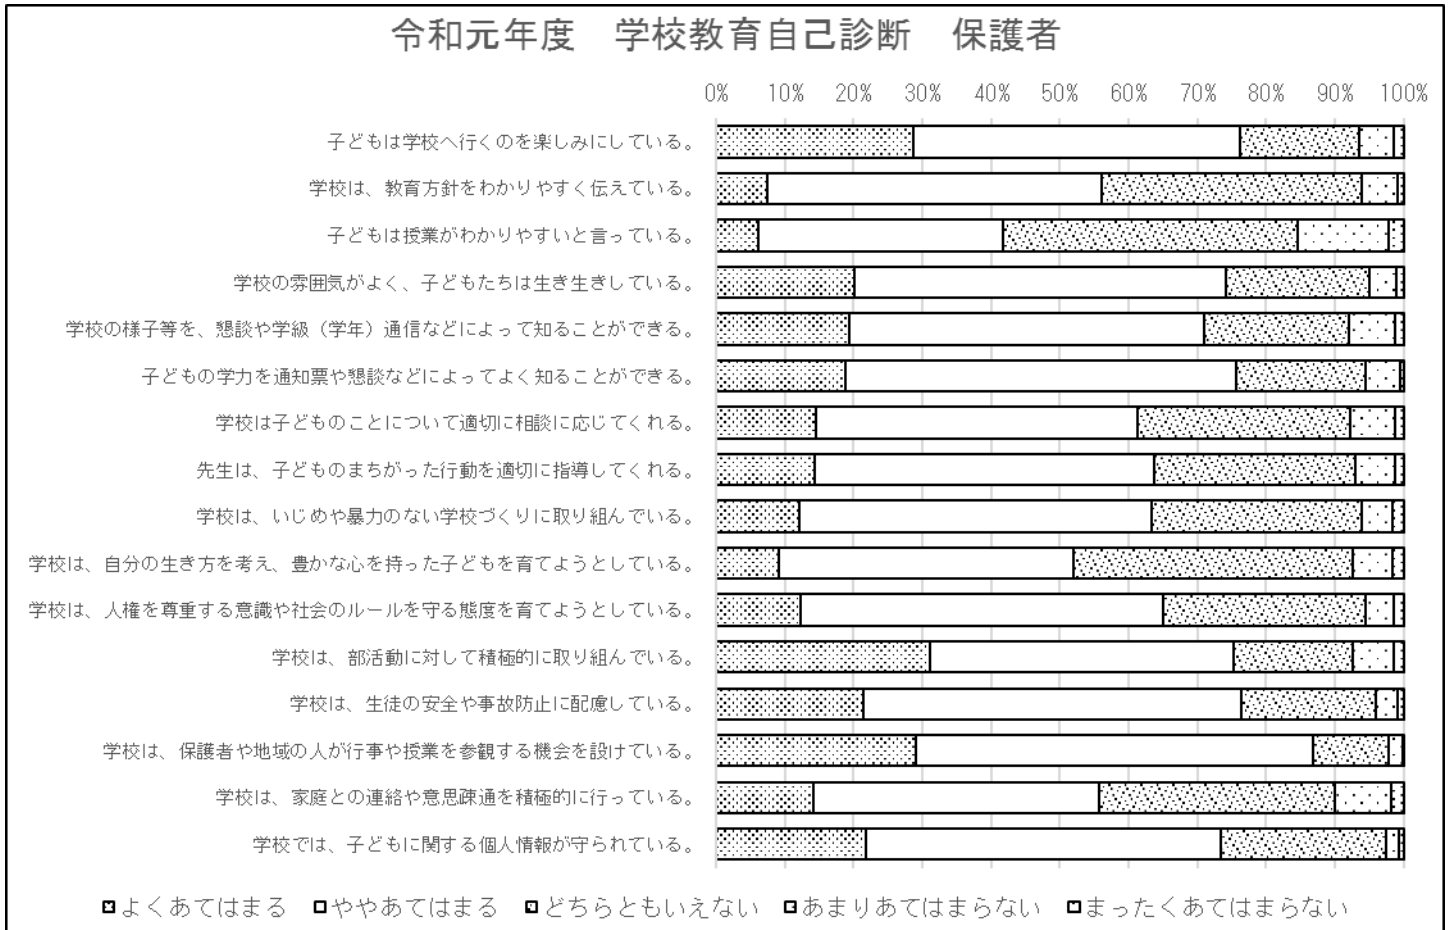 令和元年度　学校教育自己診断　保護者
0% 10% 20% 30% 40% 50% 60% 70% 80% 90% 100%
子どもは学校へ行くのを楽しみにしている。
学校は、教育方針をわかりやすく伝えている。
子どもは授業がわかりやすいと言っている。
学校の雰囲気がよく、子どもたちは生き生きしている。
学校の様子等を、懇談や学級（学年）通信などによって知ることができる。
子どもの学力を通知票や懇談などによってよく知ることができる。
学校は子どものことについて適切に相談に応じてくれる。
先生は、子どものまちがった行動を適切に指導してくれる。
学校は、いじめや暴力のない学校づくりに取り組んでいる。
学校は、自分の生き方を考え、豊かな心を持った子どもを育てようとしている。
学校は、人権を尊重する意識や社会のルールを守る態度を育てようとしている。
学校は、部活動に対して積極的に取り組んでいる。
学校は、生徒の安全や事故防止に配慮している。
学校は、保護者や地域の人が行事や授業を参観する機会を設けている。
学校は、家庭との連絡や意思疎通を積極的に行っている。
学校では、子どもに関する個人情報が守られている。
よくあてはまる ややあてはまる どちらともいえない あまりあてはまらない まったくあてはまらない